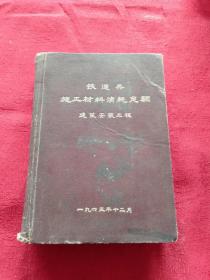 铁道兵
施工材料消耗定额
建筑安装工程
一九六五年十二月